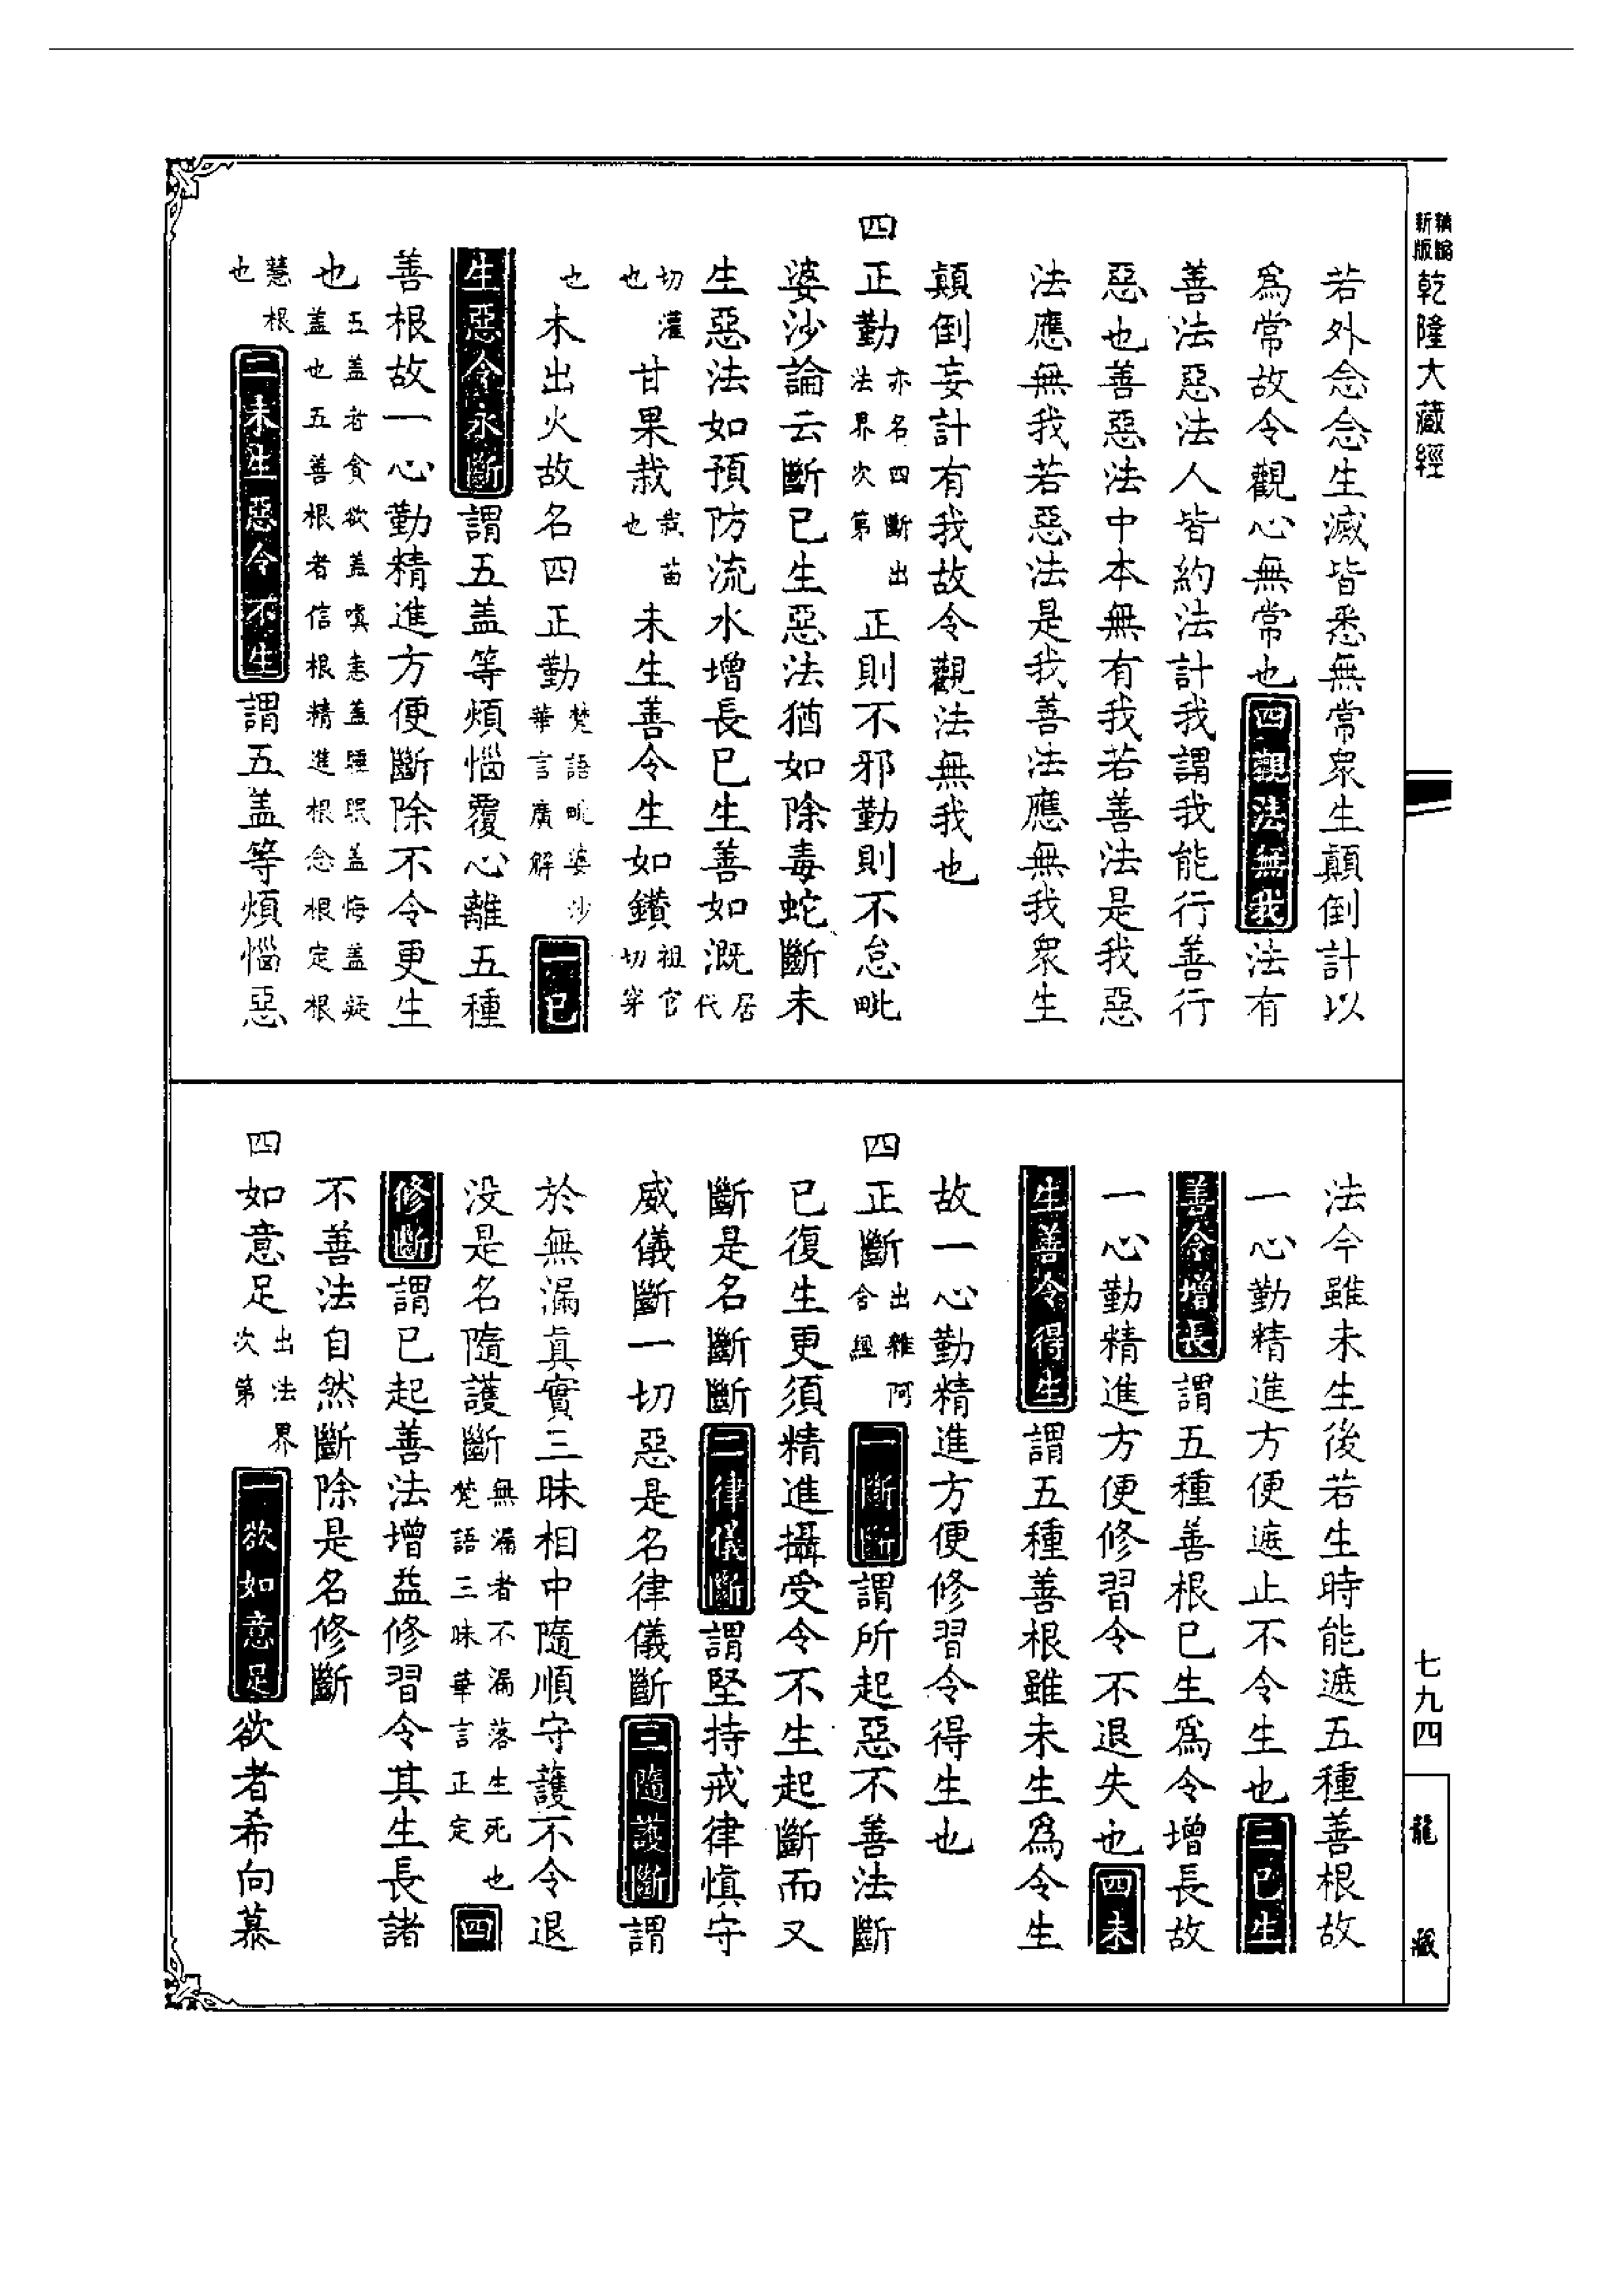 新版 精縮 乾隆大藏經
七九四
龍藏
若外念念生滅皆悉無常衆生顛倒計以
爲常故令觀心無常也四觀法無我法有
善法惡法人皆約法計我謂我能行善行
惡也善惡法中本無有我若善法是我惡
法應無我若惡法是我善法應無我衆生
顛倒妄計有我故令觀法無我也
四正勤亦名四斷出法界次第正則不邪勤則不怠毗
婆沙論云斷已生惡法猶如除毒蛇斷未
生惡法如預防流水增長已生善如溉居代
切灌也甘果栽栽苗也未生善令生如鑽祖官切穿
也木出火故名四正勤梵語毗婆沙華言廣解一已
生惡令永斷謂五蓋等煩惱覆心離五種
善根故一心勤精進方便斷除不令更生
也五蓋者貪欲蓋嗔恚蓋睡眠蓋悔蓋疑蓋也五善根者信根精進根念根定根
慧根也二未生惡令不生謂五蓋等煩惱惡
法今雖未生後若生時能遮五種善根故
一心勤精進方便遮止不令生也三已生
善令增長謂五種善根已生爲令增長故
一心勤精進方便修習令不退失也四未
生善令得生謂五種善根雖未生爲令生
故一心勤精進方便修習令得生也
四正斷出雜阿含經一斷斷謂所起惡不善法斷
已復生更須精進攝受令不生起斷而又
斷是名斷斷二律儀斷謂堅持戒律慎守
威儀斷一切惡是名律儀斷三隨護斷謂
於無漏真實三昧相中隨順守護不令退
没是名隨護斷無漏者不漏落生死也梵語三昧華言正定四
修斷謂已起善法增益修習令其生長諸
不善法自然斷除是名修斷
四如意足出法界次第一欲如意足欲者希向慕